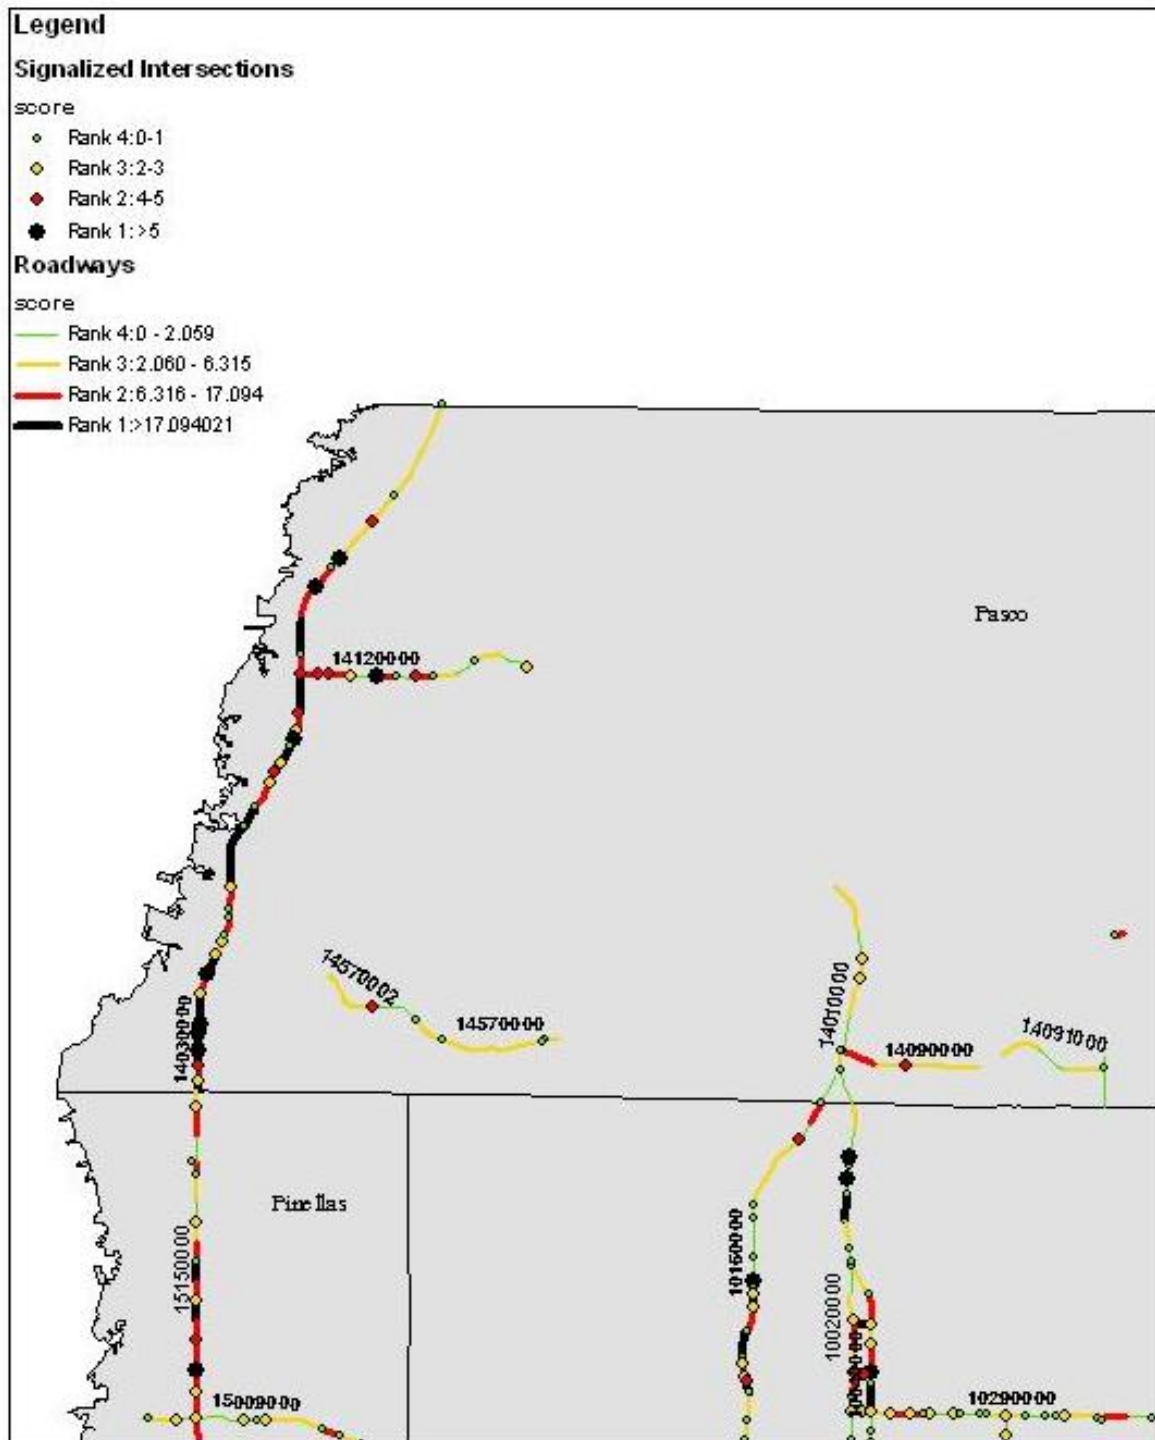 Legend
Signalized Intersections
score
Rank 4:0-1
Rank 3:2-3
Rank 2:4-5
Rank 1:>5
Roadways
score
Rank 4:0 - 2.059
Rank 3:2.060 - 6.315
Rank 2:6.316 - 17.094
Rank 1:>17.094021
Pasco
14120000
14570002
14570000
14010000
14090000
14091000
14030000
Pinellas
15150000
10160000
10020000
15009000
10290000